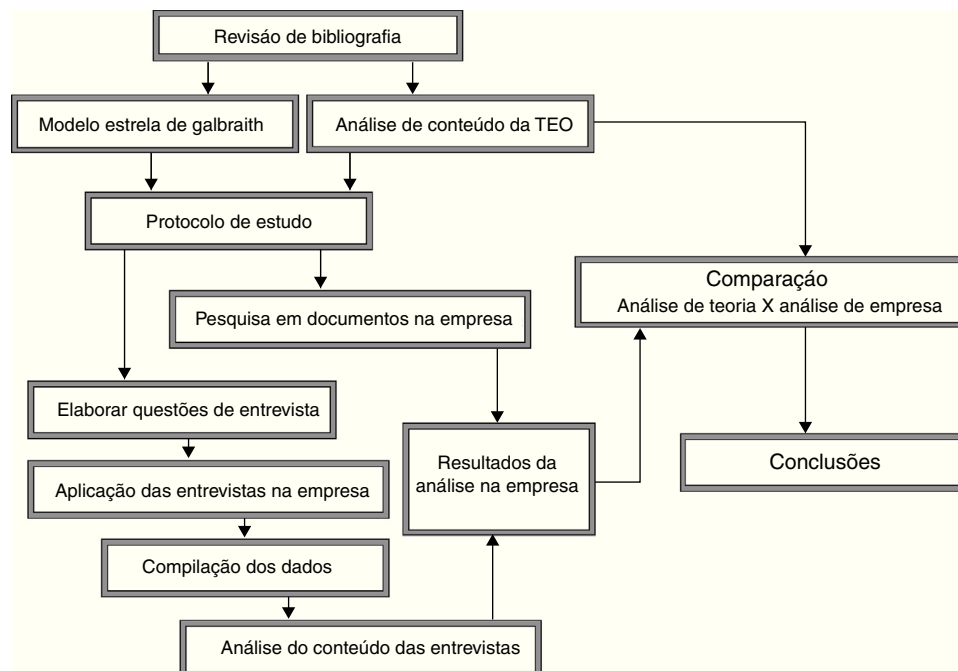 Revisáo de bibliografia
Modelo estrela de galbraith
Análise de conteúdo da TEO
Protocolo de estudo
Comparaçáo
Análise de teoria X análise de empresa
Pesquisa em documentos na empresa
Elaborar questões de entrevista
Resultados da
análise na empresa
Conclusões
Aplicação das entrevistas na empresa
Compilação dos dados
Análise do conteúdo das entrevistas